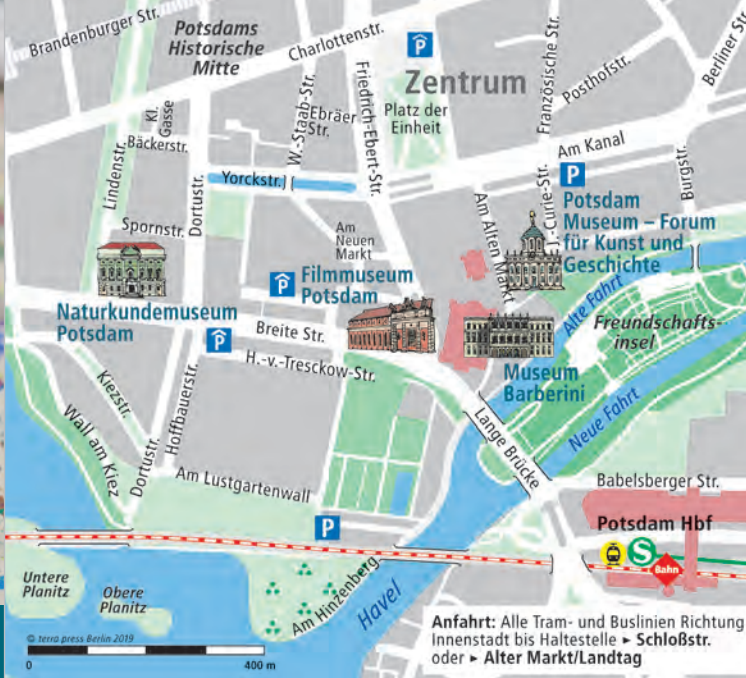 Brandenburger Str.
Potsdams
Historische
Mitte
Charlottenstr.
P
Zentrum
Platz der
Einheit
Französische Str.
Posthofstr.
Berliner Str.
Kl.
Gasse
Bäckerstr.
W.-Staab-Str.
Ebräer
Str.
Friedrich-Ebert-Str.
Am Kanal
Burgstr.
Lindenstr.
Dortustr.
Yorckstr.
P
Potsdam
Museum – Forum
für Kunst und
Geschichte
J.-Curie-Str.
Am Alten Markt
Spornstr.
Am
Neuen
Markt
Naturkundemuseum
Potsdam
P
Filmmuseum
Potsdam
Breite Str.
P
H.-v.-Tresckow-Str.
Museum
Barberini
Alte Fahrt
Freundschafts-
insel
Neue Fahrt
Kiezstr.
Wall am Kiez
Hoffbauerstr.
Dortustr.
Am Lustgartenwall
Lange Brücke
Babelsberger Str.
P
Potsdam Hbf
S
Bahn
Untere
Planitz
Obere
Planitz
Am Hinzenberg
Havel
Anfahrt: Alle Tram- und Buslinien Richtung
Innenstadt bis Haltestelle ▸ Schloßstr.
oder ▸ Alter Markt/Landtag
© terra press Berlin 2019
0 400 m